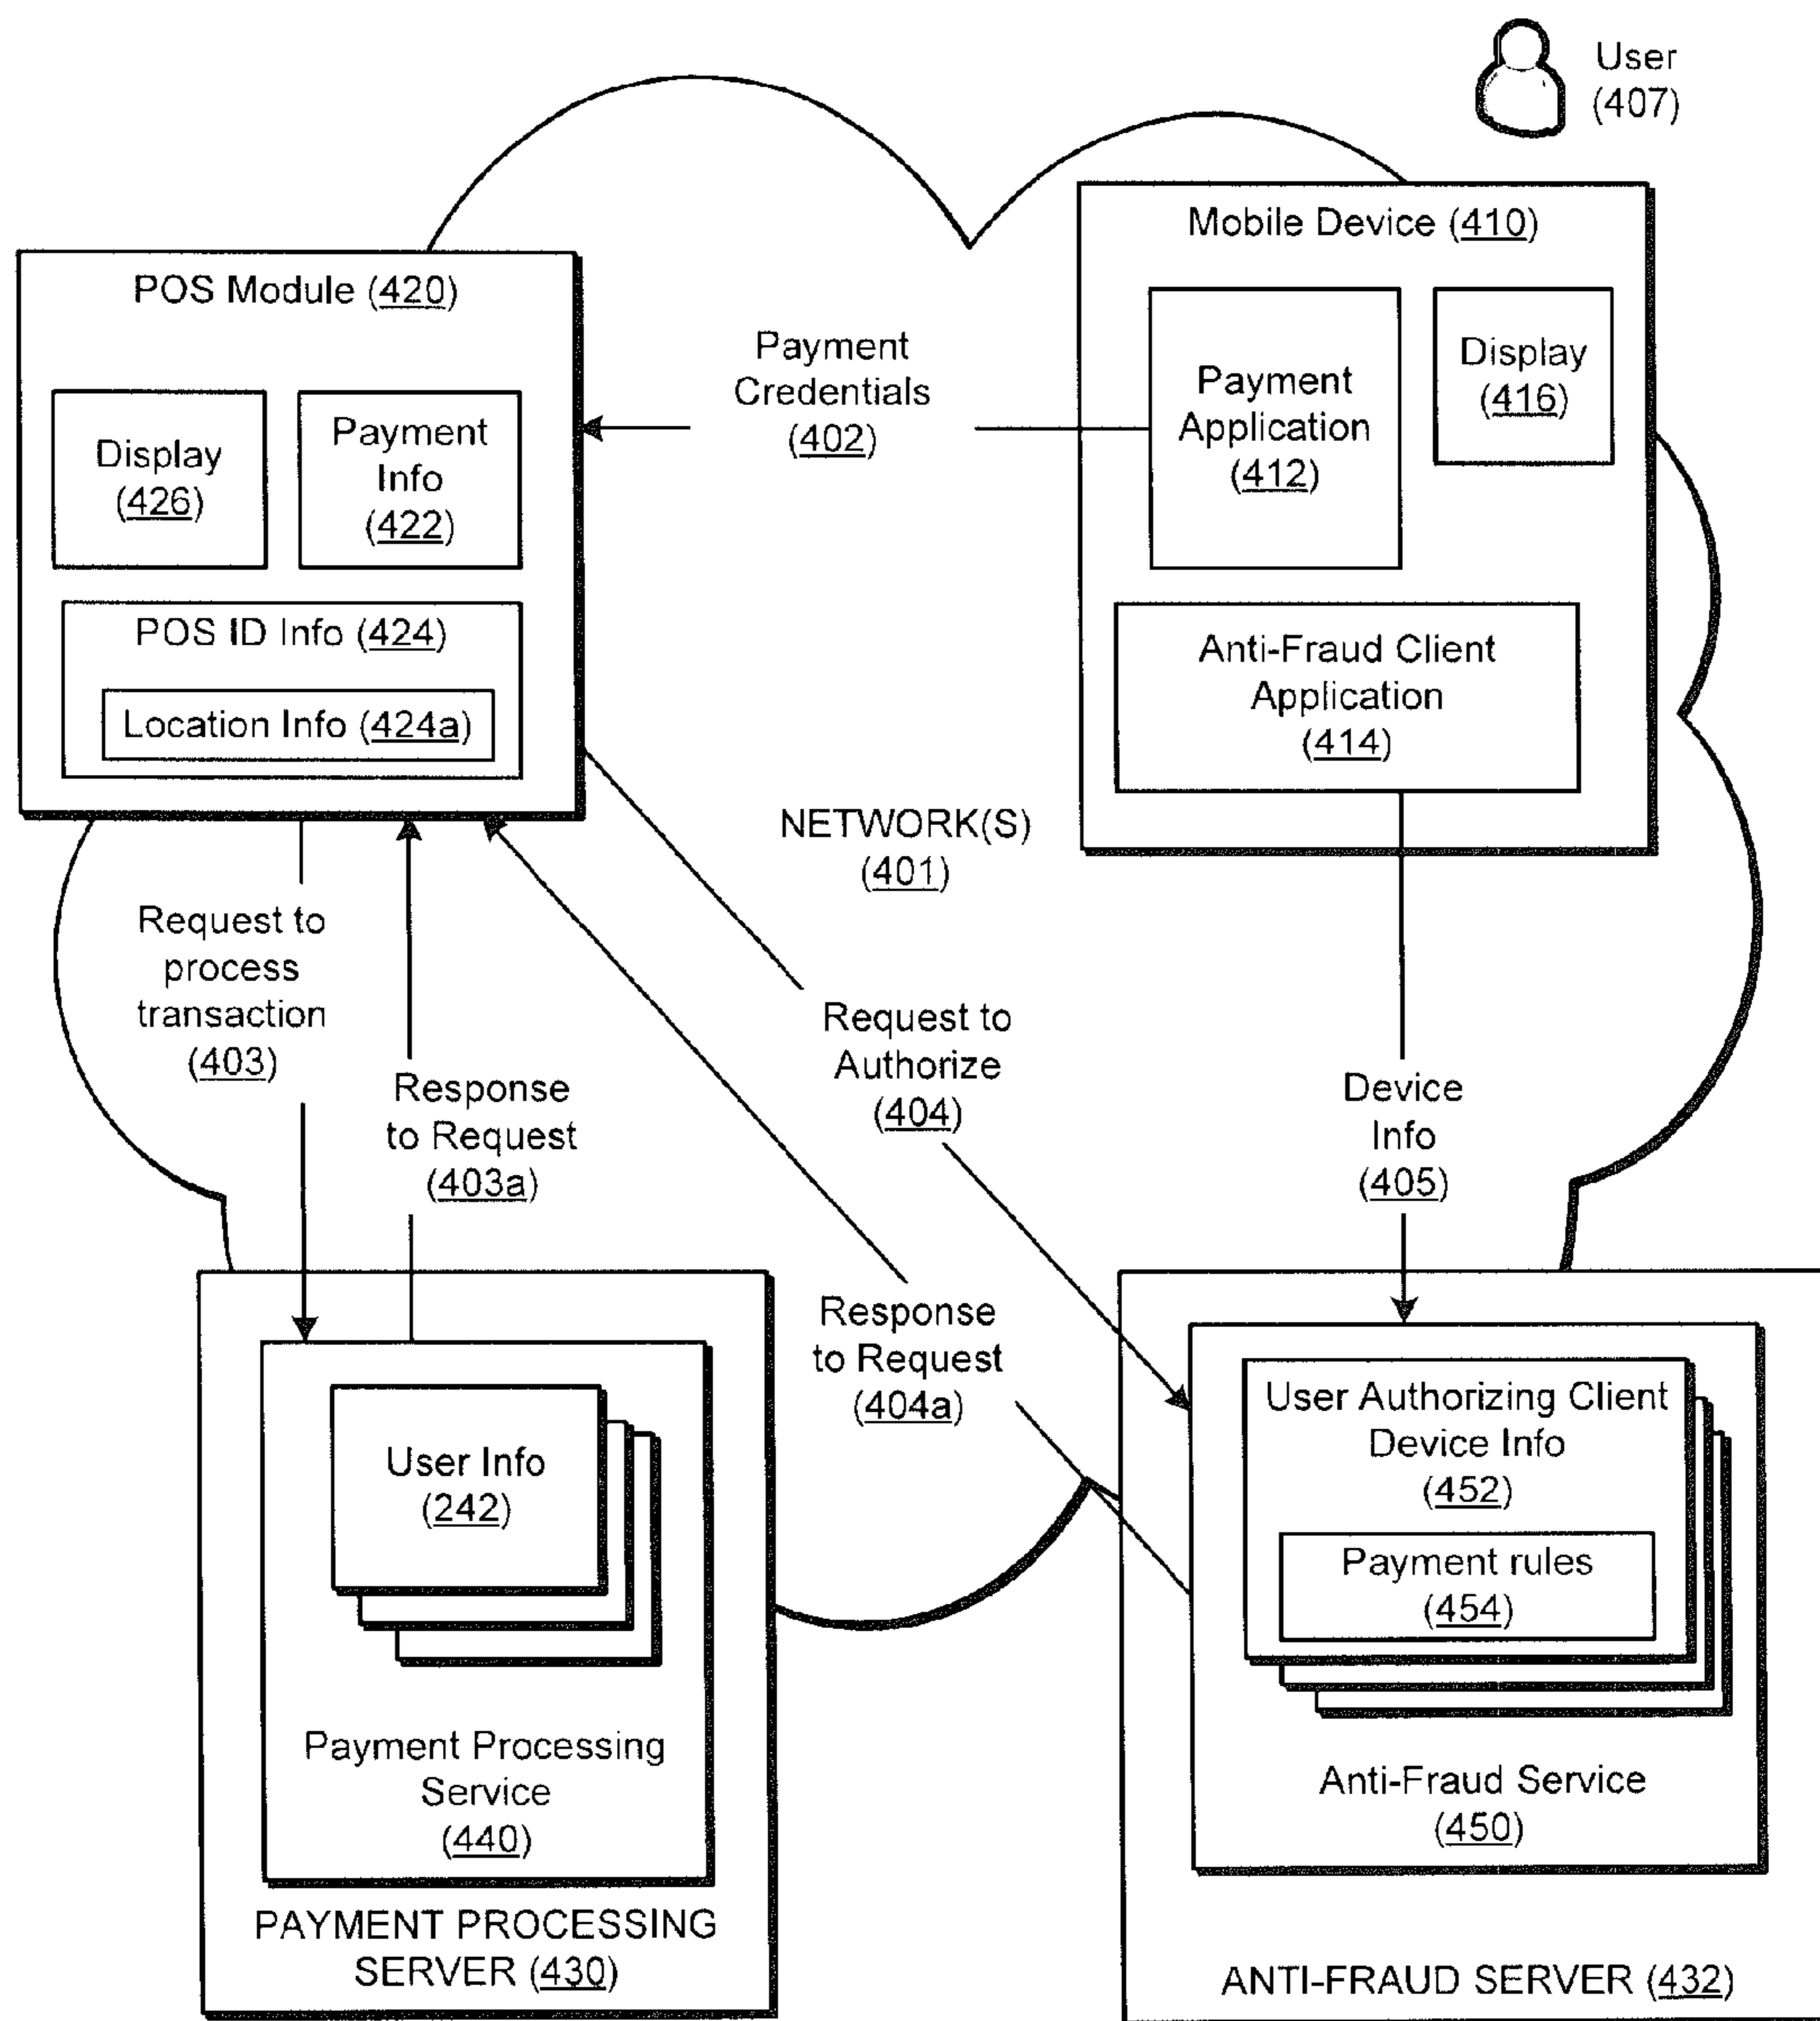 User
(407)
Mobile Device (410)
POS Module (420)
Payment
Credentials
(402)
Payment
Application
(412)
Display
(416)
Display
(426)
Payment
Info
(422)
POS ID Info (424)
Location Info (424a)
Anti-Fraud Client
Application
(414)
NETWORK(S)
(401)
Request to
process
transaction
(403)
Response
to Request
(403a)
Request to
Authorize
(404)
Device
Info
(405)
Response
to Request
(404a)
User Info
(242)
Payment Processing
Service
(440)
PAYMENT PROCESSING
SERVER (430)
User Authorizing Client
Device Info
(452)
Payment rules
(454)
Anti-Fraud Service
(450)
ANTI-FRAUD SERVER (432)